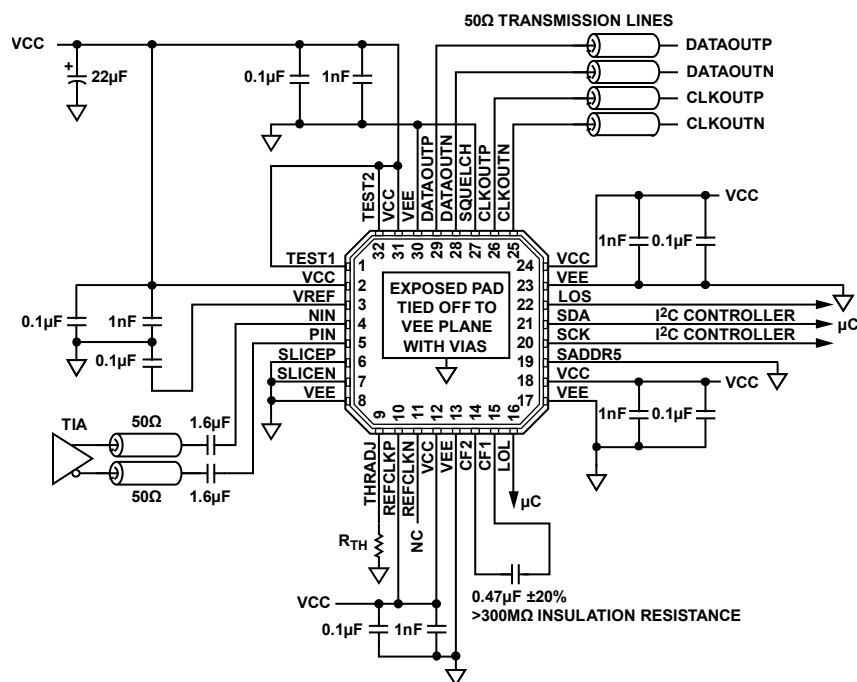 50Ω TRANSMISSION LINES
VCC
DATAOUTP
DATAOUTN
CLKOUTP
CLKOUTN
+
22µF
0.1µF
1nF
TEST2
VCC
VEE
DATAOUTP
DATAOUTN
SQUELCH
CLKOUTP
CLKOUTN
32
31
30
29
28
27
26
25
TEST1
VCC
VREF
NIN
PIN
SLICEP
SLICEN
VEE
1
2
3
4
5
6
7
8
EXPOSED PAD
TIED OFF TO
VEE PLANE
WITH VIAS
24
23
22
21
20
19
18
17
VCC
VEE
LOS
SDA
SCK
SADDR5
VCC
VEE
VCC
1nF
0.1µF
I2C CONTROLLER
I2C CONTROLLER
µC
VCC
1nF
0.1µF
0.1µF
1nF
0.1µF
TIA
50Ω
1.6µF
50Ω
1.6µF
9
10
11
12
13
14
15
16
THRADJ
REFCLKP
REFCLKN
VCC
VEE
CF2
CF1
LOL
µC
NC
RTH
VCC
0.1µF
1nF
0.47µF ±20%
>300MΩ INSULATION RESISTANCE